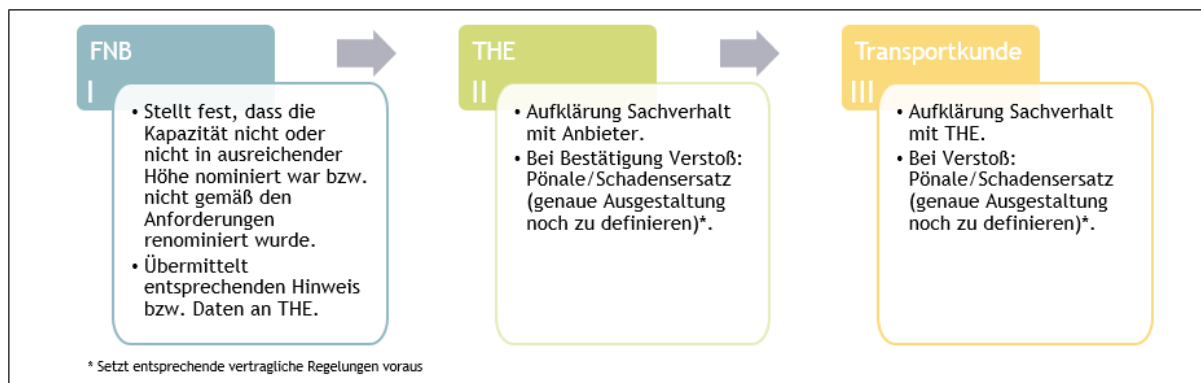 FNB
I
• Stellt fest, dass die
Kapazität nicht oder
nicht in ausreichender
Höhe nominiert war bzw.
nicht gemäß den
Anforderungen
renominiert wurde.
• Übermittelt
entsprechenden Hinweis
bzw. Daten an THE.
THE
II
• Aufklärung Sachverhalt
mit Anbieter.
• Bei Bestätigung Verstoß:
Pönale/Schadensersatz
(genaue Ausgestaltung
noch zu definieren)*.
Transportkunde
III
• Aufklärung Sachverhalt
mit THE.
• Bei Verstoß:
Pönale/Schadensersatz
(genaue Ausgestaltung
noch zu definieren)*.
* Setzt entsprechende vertragliche Regelungen voraus